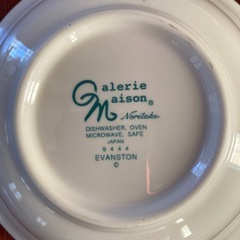 Galerie
Maison®
Noritake
DISHWASHER, OVEN
MICROWAVE, SAFE
JAPAN
9444
EVANSTON
©